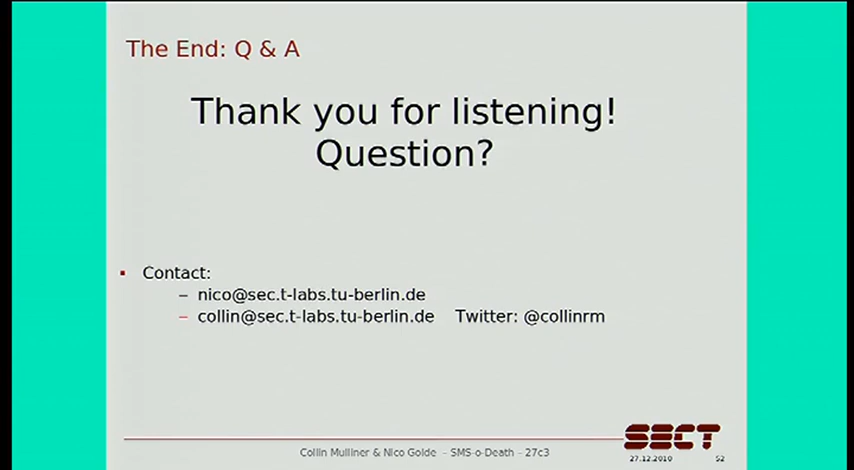 The End: Q & A
Thank you for listening!
Question?
Contact:
– nico@sec.t-labs.tu-berlin.de
– collin@sec.t-labs.tu-berlin.de Twitter: @collinrm
SECT
Collin Mulliner & Nico Golde – SMS-o-Death – 27c3
27.12.2010 52